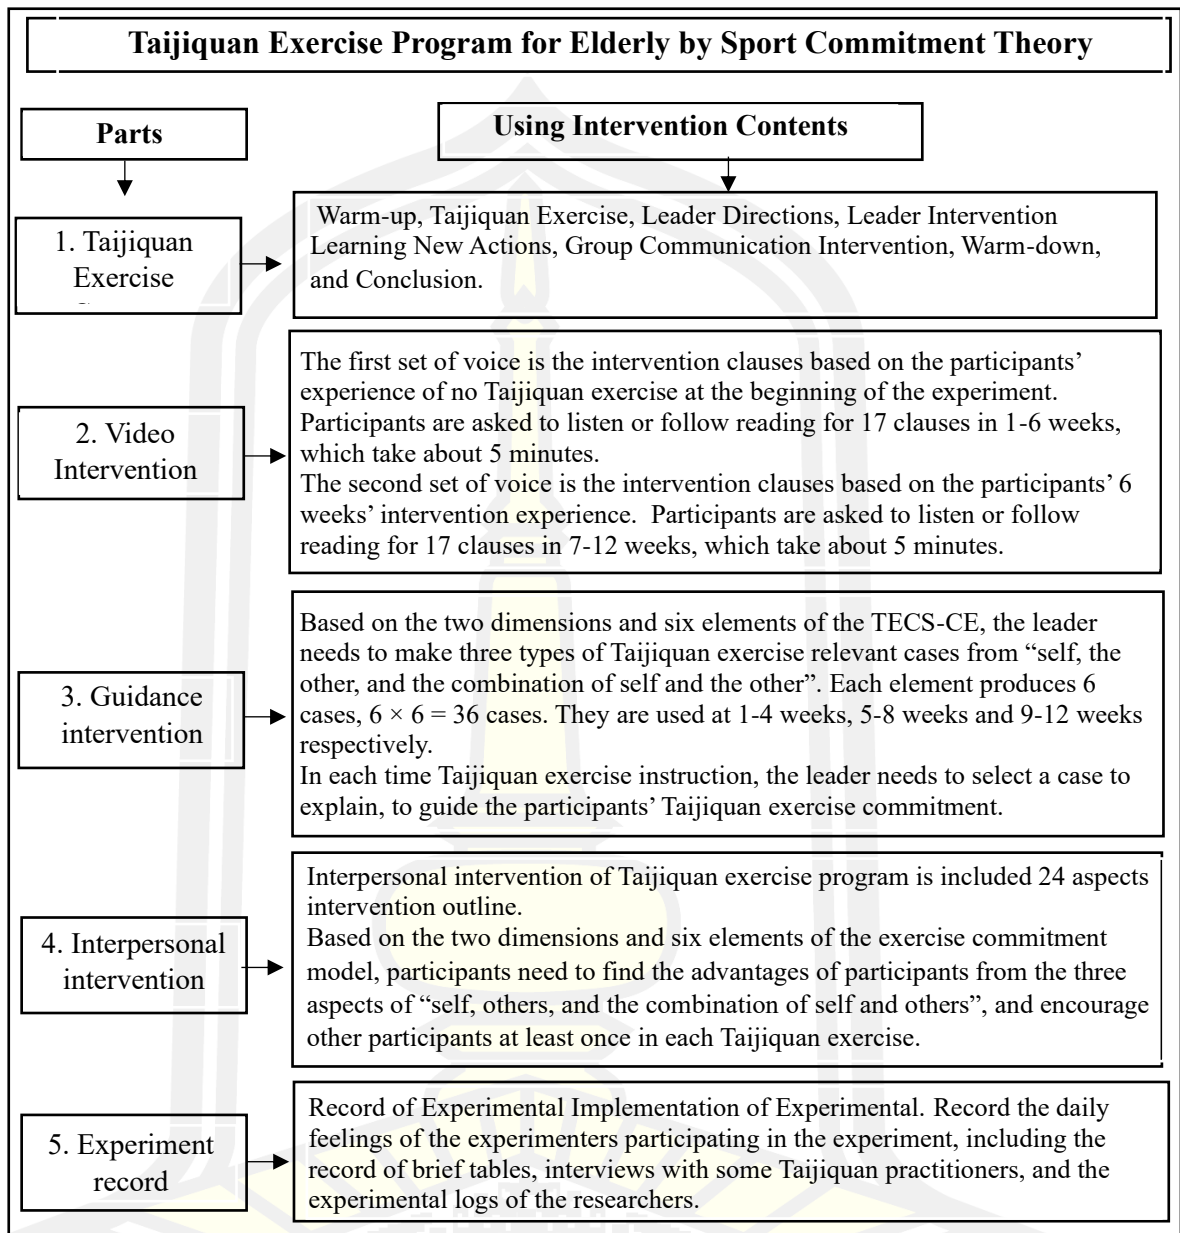 Taijiquan Exercise Program for Elderly by Sport Commitment Theory
Parts
Using Intervention Contents
1. Taijiquan
Exercise
Warm-up, Taijiquan Exercise, Leader Directions, Leader Intervention
Learning New Actions, Group Communication Intervention, Warm-down,
and Conclusion.
2. Video
Intervention
The first set of voice is the intervention clauses based on the participants’
experience of no Taijiquan exercise at the beginning of the experiment.
Participants are asked to listen or follow reading for 17 clauses in 1-6 weeks,
which take about 5 minutes.
The second set of voice is the intervention clauses based on the participants’ 6
weeks’ intervention experience. Participants are asked to listen or follow
reading for 17 clauses in 7-12 weeks, which take about 5 minutes.
3. Guidance
intervention
Based on the two dimensions and six elements of the TECS-CE, the leader
needs to make three types of Taijiquan exercise relevant cases from “self, the
other, and the combination of self and the other”. Each element produces 6
cases, 6 × 6 = 36 cases. They are used at 1-4 weeks, 5-8 weeks and 9-12 weeks
respectively.
In each time Taijiquan exercise instruction, the leader needs to select a case to
explain, to guide the participants’ Taijiquan exercise commitment.
4. Interpersonal
intervention
Interpersonal intervention of Taijiquan exercise program is included 24 aspects
intervention outline.
Based on the two dimensions and six elements of the exercise commitment
model, participants need to find the advantages of participants from the three
aspects of “self, others, and the combination of self and others”, and encourage
other participants at least once in each Taijiquan exercise.
5. Experiment
record
Record of Experimental Implementation of Experimental. Record the daily
feelings of the experimenters participating in the experiment, including the
record of brief tables, interviews with some Taijiquan practitioners, and the
experimental logs of the researchers.